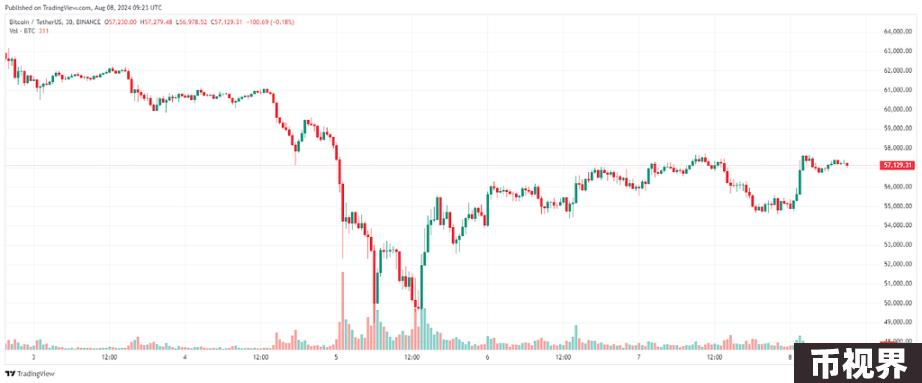 Published on TradingView.com, Aug 08, 2024 09:23 UTC
Bitcoin / TetherUS, 30, BINANCE O57,230.00 H57,279.48 L56,978.52 C57,129.31 −100.69 (−0.18%)
Vol · BTC 311
64,000.00
63,000.00
62,000.00
61,000.00
60,000.00
59,000.00
58,000.00
57,129.31
56,000.00
55,000.00
54,000.00
53,000.00
52,000.00
51,000.00
50,000.00
49,000.00
3 12:00 4 12:00 5 12:00 6 12:00 7 12:00 8
TradingView
币视界